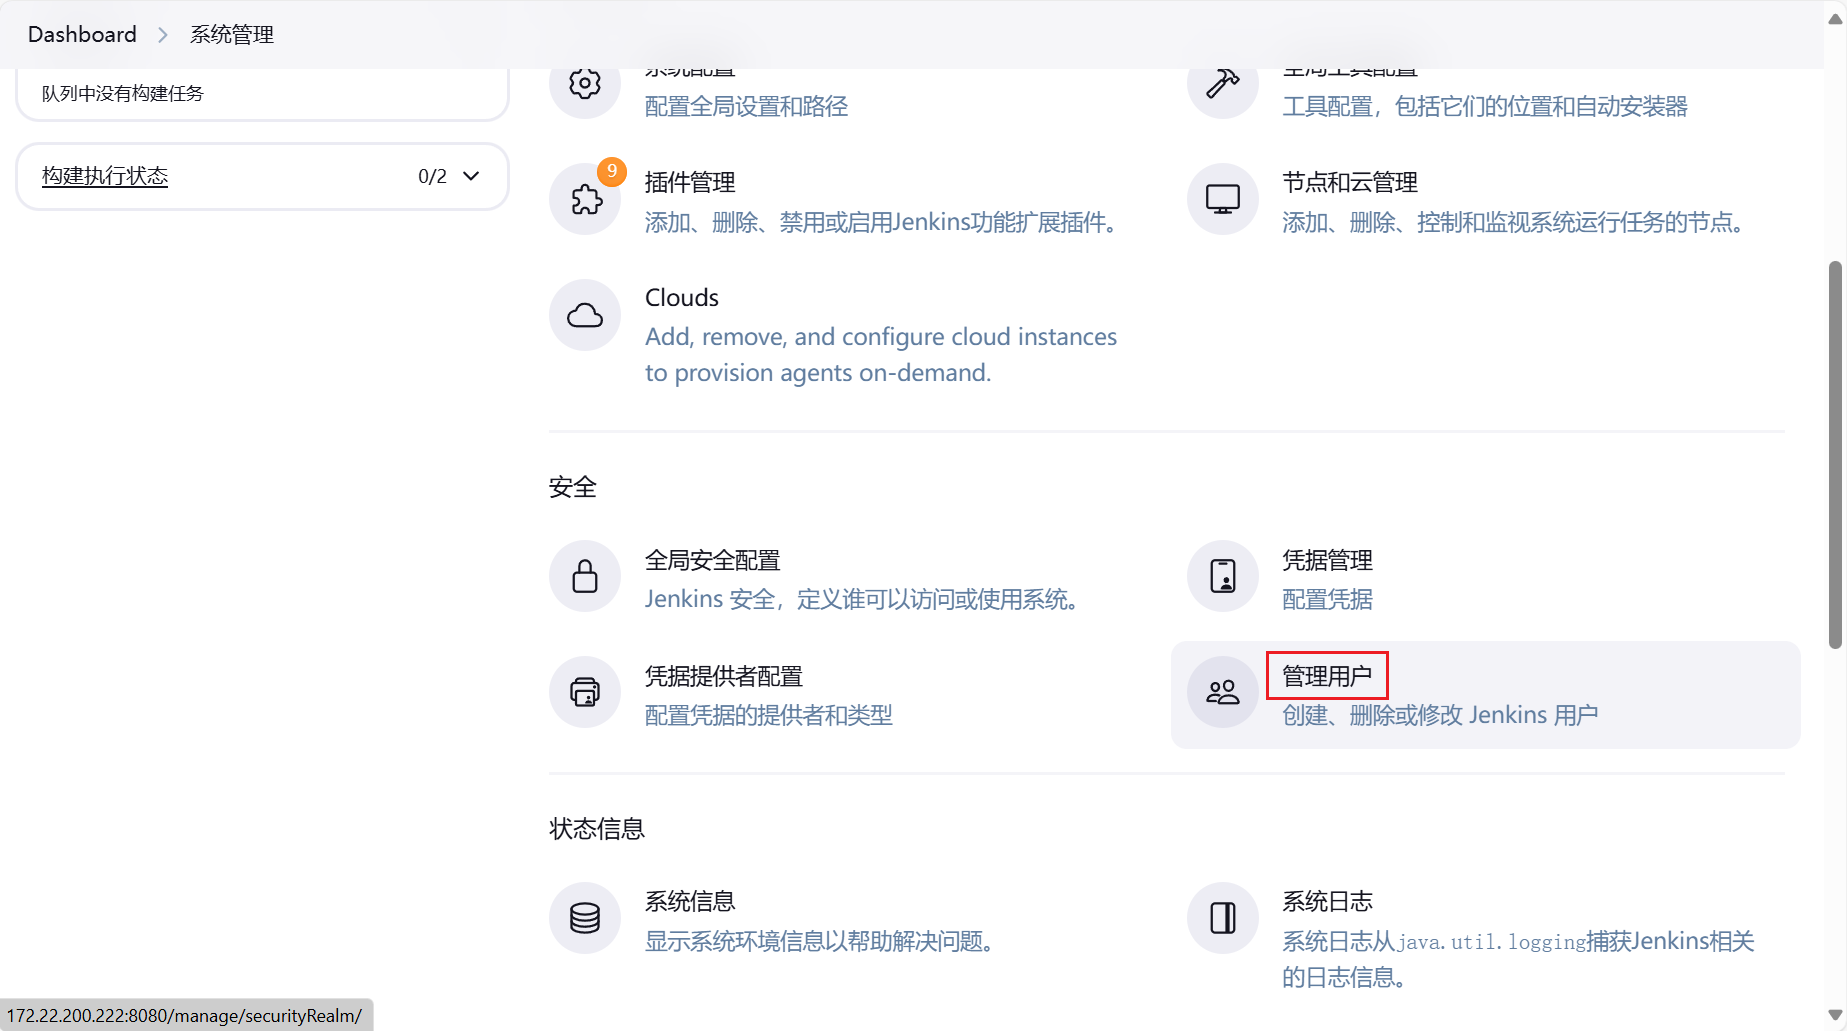 Dashboard
系统管理
队列中没有构建任务
构建执行状态
0/2
系统配置
配置全局设置和路径
全局工具配置
工具配置，包括它们的位置和自动安装器
9
插件管理
添加、删除、禁用或启用Jenkins功能扩展插件。
节点和云管理
添加、删除、控制和监视系统运行任务的节点。
Clouds
Add, remove, and configure cloud instances
to provision agents on-demand.
安全
全局安全配置
Jenkins 安全，定义谁可以访问或使用系统。
凭据管理
配置凭据
凭据提供者配置
配置凭据的提供者和类型
管理用户
创建、删除或修改 Jenkins 用户
状态信息
系统信息
显示系统环境信息以帮助解决问题。
系统日志
系统日志从java.util.logging捕获Jenkins相关
的日志信息。
172.22.200.222:8080/manage/securityRealm/